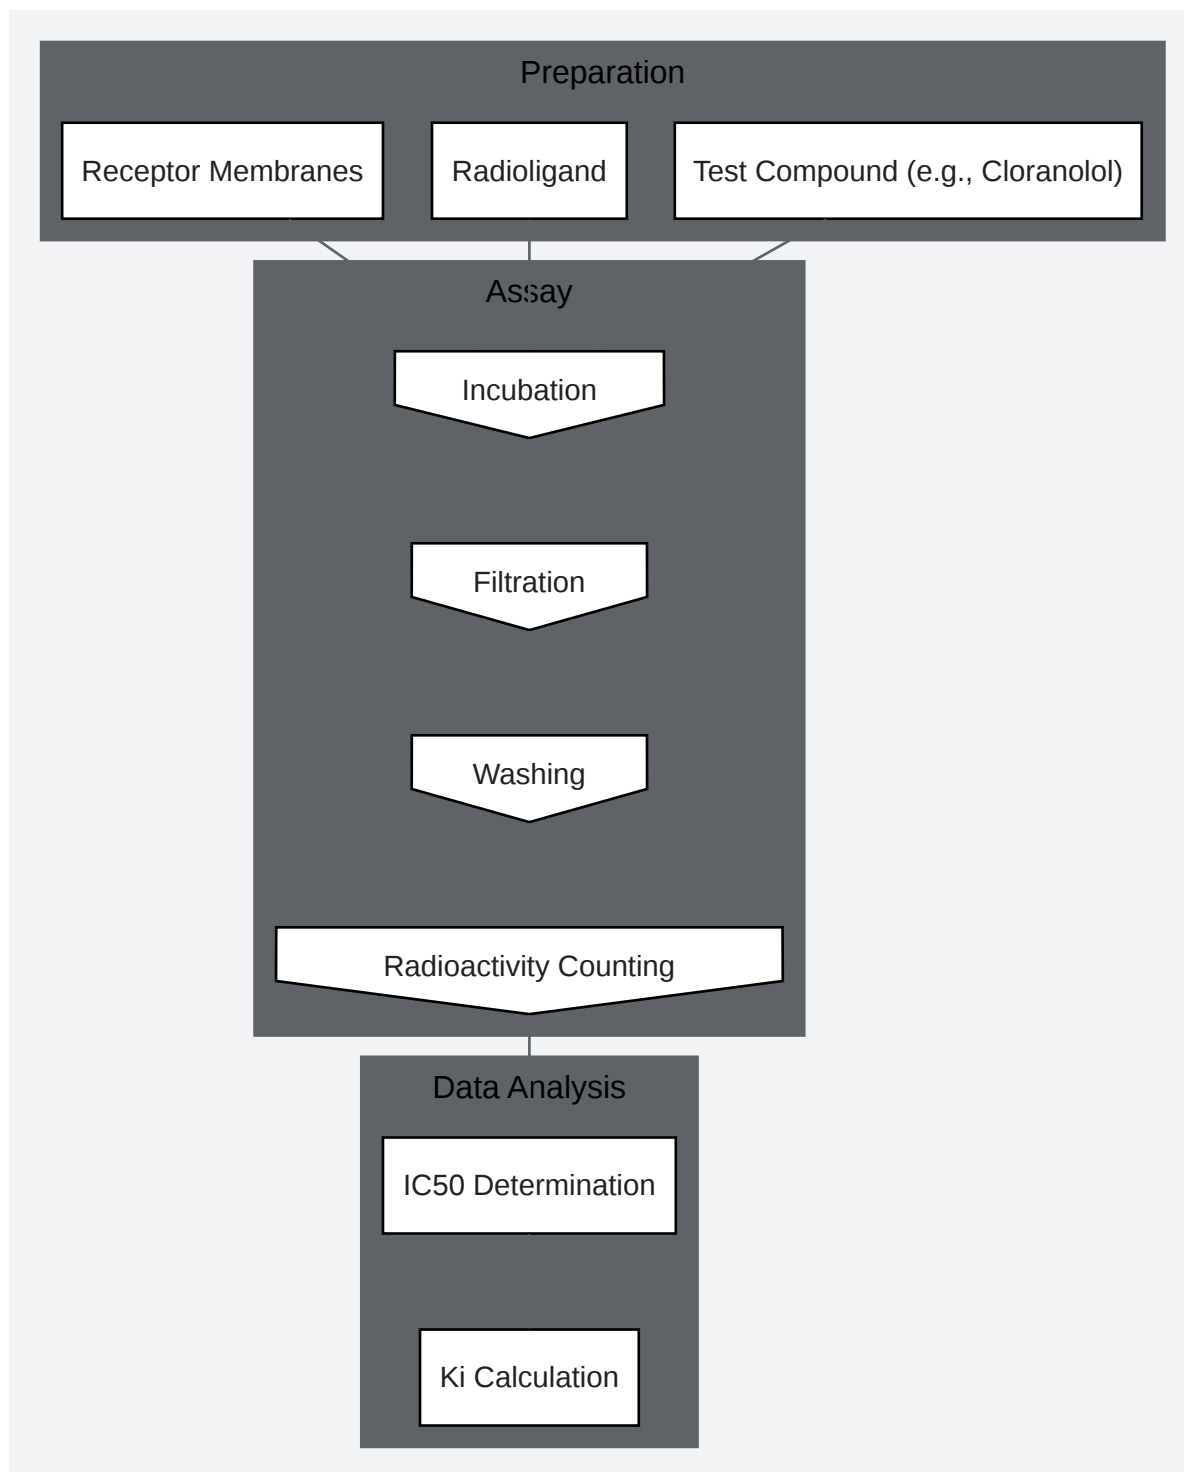 Preparation
Receptor Membranes
Radioligand
Test Compound (e.g., Cloranolol)
Assay
Incubation
Filtration
Washing
Radioactivity Counting
Data Analysis
IC50 Determination
Ki Calculation